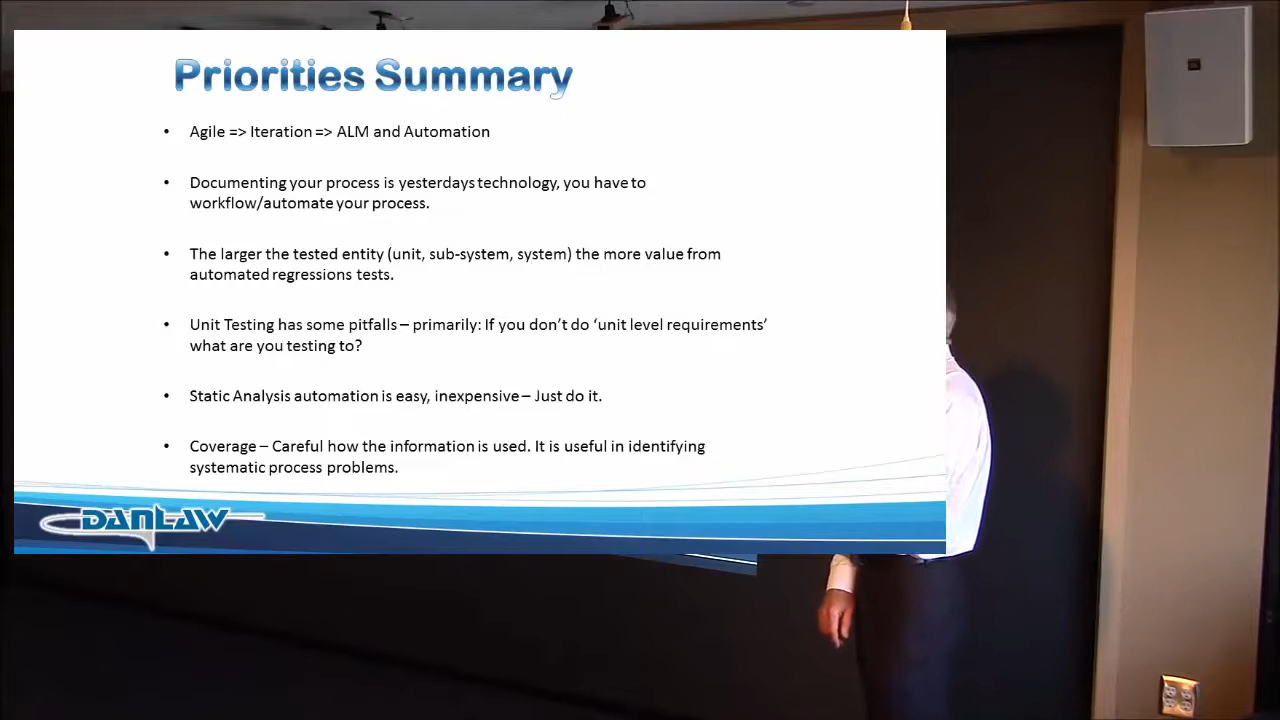 Priorities Summary
• Agile => Iteration => ALM and Automation
• Documenting your process is yesterdays technology, you have to
workflow/automate your process.
• The larger the tested entity (unit, sub-system, system) the more value from
automated regressions tests.
• Unit Testing has some pitfalls – primarily: If you don’t do ‘unit level requirements’
what are you testing to?
• Static Analysis automation is easy, inexpensive – Just do it.
• Coverage – Careful how the information is used. It is useful in identifying
systematic process problems.
DANLAW